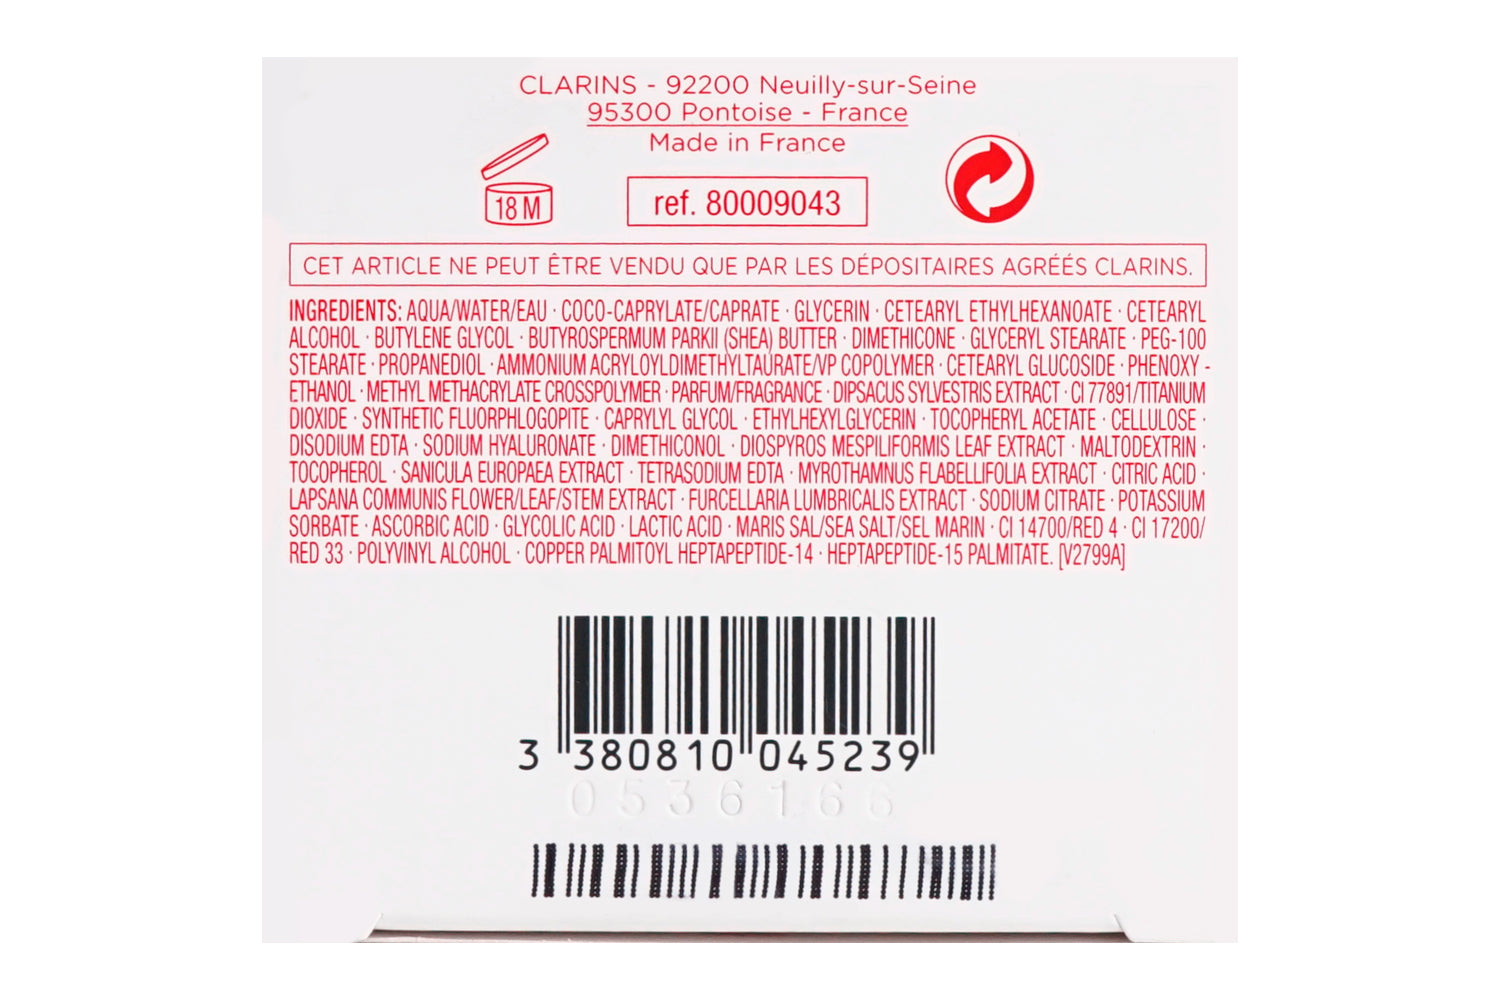 CLARINS - 92200 Neuilly-sur-Seine
95300 Pontoise - France
Made in France
18 M
ref. 80009043
CET ARTICLE NE PEUT ÊTRE VENDU QUE PAR LES DÉPOSITAIRES AGRÉÉS CLARINS.
INGREDIENTS: AQUA/WATER/EAU · COCO-CAPRYLATE/CAPRATE · GLYCERIN · CETEARYL ETHYLHEXANOATE · CETEARYL
ALCOHOL · BUTYLENE GLYCOL · BUTYROSPERMUM PARKII (SHEA) BUTTER · DIMETHICONE · GLYCERYL STEARATE · PEG-100
STEARATE · PROPANEDIOL · AMMONIUM ACRYLOYLDIMETHYLTAURATE/VP COPOLYMER · CETEARYL GLUCOSIDE · PHENOXY -
ETHANOL · METHYL METHACRYLATE CROSSPOLYMER · PARFUM/FRAGRANCE · DIPSACUS SYLVESTRIS EXTRACT · CI 77891/TITANIUM
DIOXIDE · SYNTHETIC FLUORPHLOGOPITE · CAPRYLYL GLYCOL · ETHYLHEXYLGLYCERIN · TOCOPHERYL ACETATE · CELLULOSE ·
DISODIUM EDTA · SODIUM HYALURONATE · DIMETHICONOL · DIOSPYROS MESPILIFORMIS LEAF EXTRACT · MALTODEXTRIN ·
TOCOPHEROL · SANICULA EUROPAEA EXTRACT · TETRASODIUM EDTA · MYROTHAMNUS FLABELLIFOLIA EXTRACT · CITRIC ACID ·
LAPSANA COMMUNIS FLOWER/LEAF/STEM EXTRACT · FURCELLARIA LUMBRICALIS EXTRACT · SODIUM CITRATE · POTASSIUM
SORBATE · ASCORBIC ACID · GLYCOLIC ACID · LACTIC ACID · MARIS SAL/SEA SALT/SEL MARIN · CI 14700/RED 4 · CI 17200/
RED 33 · POLYVINYL ALCOHOL · COPPER PALMITOYL HEPTAPEPTIDE-14 · HEPTAPEPTIDE-15 PALMITATE. [V2799A]
3 380810 045239
0536166